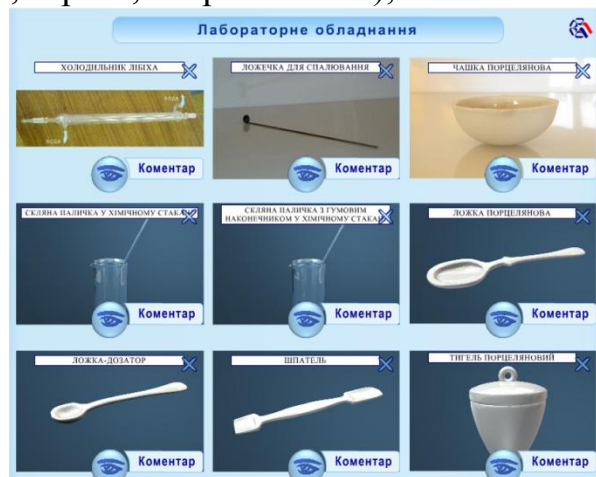 Лабораторне обладнання
ХОЛОДИЛЬНИК ЛІБІХА
ЛОЖЕЧКА ДЛЯ СПАЛЮВАННЯ
ЧАШКА ПОРЦЕЛЯНОВА
Коментар
Коментар
Коментар
СКЛЯНА ПАЛИЧКА У ХІМІЧНОМУ СТАКА
СКЛЯНА ПАЛИЧКА З ГУМОВИМ
НАКОНЕЧНИКОМ У ХІМІЧНОМУ СТАКА
ЛОЖКА ПОРЦЕЛЯНОВА
Коментар
Коментар
Коментар
ЛОЖКА-ДОЗАТОР
ШПАТЕЛЬ
ТИГЕЛЬ ПОРЦЕЛЯНОВИЙ
Коментар
Коментар
Коментар